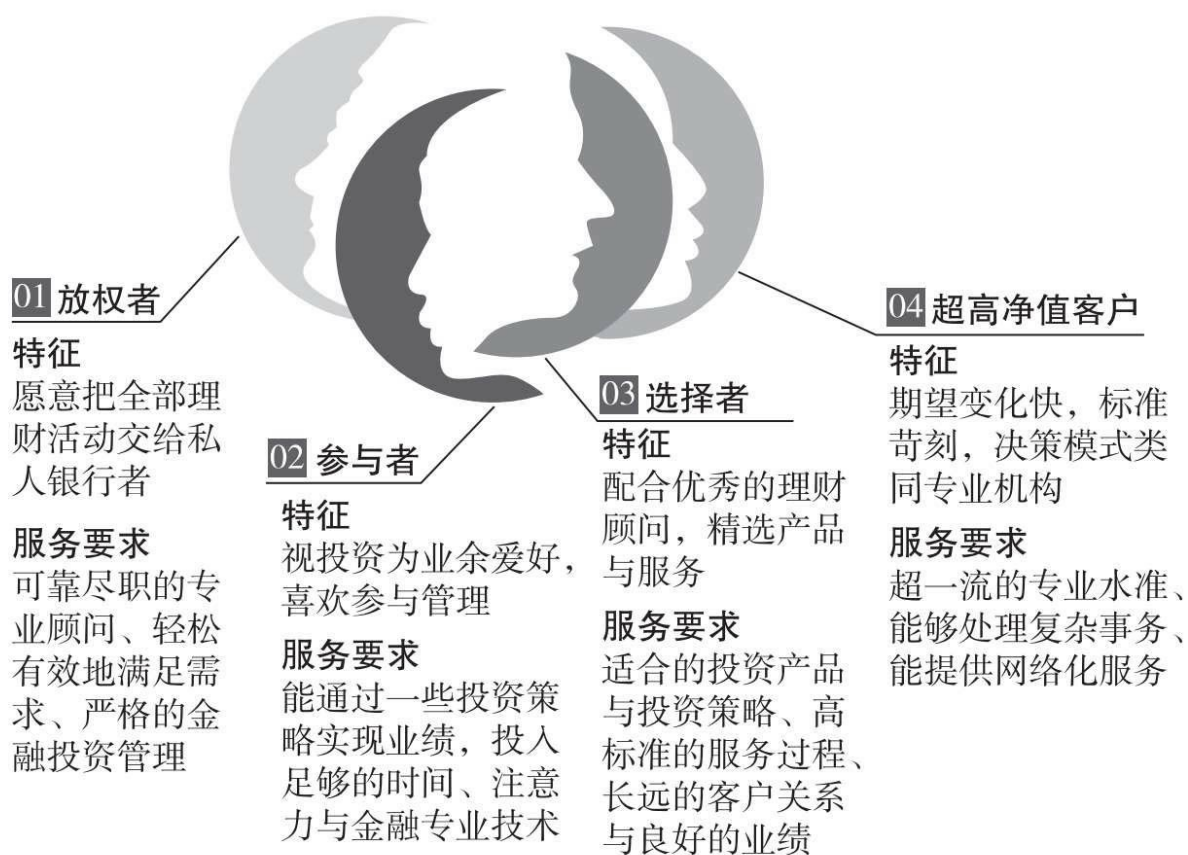 01 放权者
特征
愿意把全部理
财活动交给私
人银行者
服务要求
可靠尽职的专
业顾问、轻松
有效地满足需
求、严格的金
融投资管理
02 参与者
特征
视投资为业余爱好，
喜欢参与管理
服务要求
能通过一些投资策
略实现业绩，投入
足够的时间、注意
力与金融专业技术
03 选择者
特征
配合优秀的理财
顾问，精选产品
与服务
服务要求
适合的投资产品
与投资策略、高
标准的服务过程、
长远的客户关系
与良好的业绩
04 超高净值客户
特征
期望变化快，标准
苛刻，决策模式类
同专业机构
服务要求
超一流的专业水准、
能够处理复杂事务、
能提供网络化服务